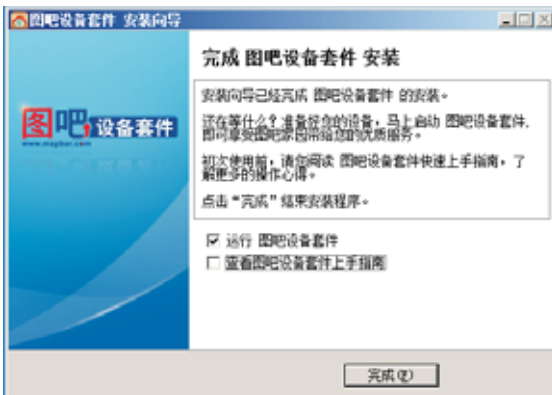 图吧设备套件 安装向导
完成 图吧设备套件 安装
安装向导已经完成 图吧设备套件 的安装。
还在等什么？准备好您的设备，马上启动 图吧设备套件，
即可享受图吧家园带给您的优质服务。
初次使用前，请您阅读 图吧设备套件快速上手指南，了
解更多的操作心得。
点击“完成”结束安装程序。
图吧 设备套件
www.mapbar.com
运行 图吧设备套件
查看图吧设备套件上手指南
完成(F)